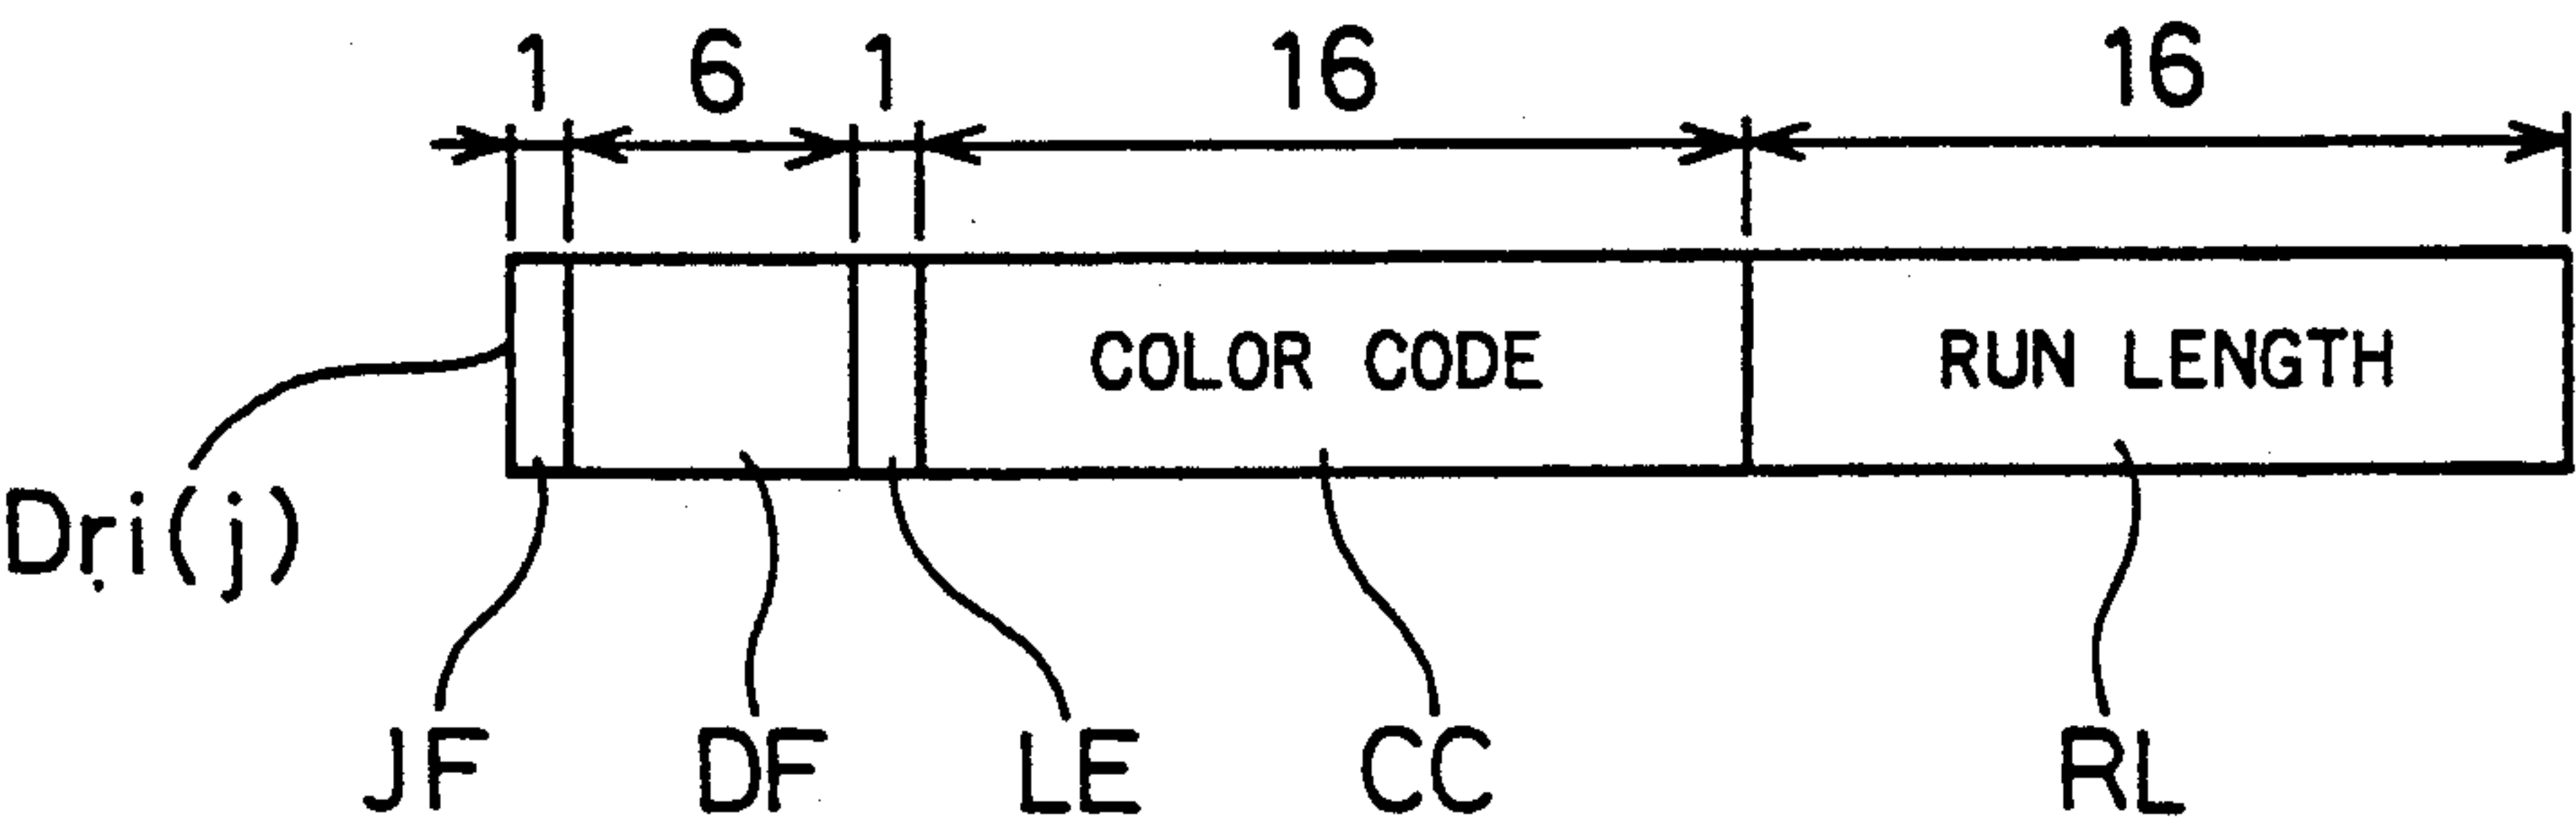 1 6 1 16 16
COLOR CODE RUN LENGTH
Dri(j)
JF DF LE CC RL